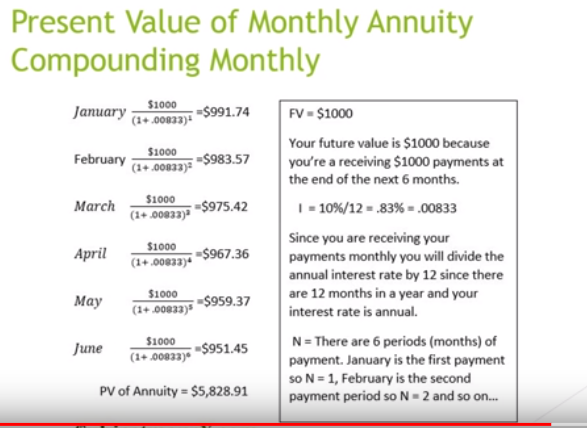 Present Value of Monthly Annuity
Compounding Monthly
January $1000/(1+.00833)¹ =$991.74
February $1000/(1+.00833)² =$983.57
March $1000/(1+.00833)³ =$975.42
April $1000/(1+.00833)⁴ =$967.36
May $1000/(1+.00833)⁵ =$959.37
June $1000/(1+.00833)⁶ =$951.45
PV of Annuity = $5,828.91
FV = $1000
Your future value is $1000 because
you're a receiving $1000 payments at
the end of the next 6 months.
I = 10%/12 = .83% = .00833
Since you are receiving your
payments monthly you will divide the
annual interest rate by 12 since there
are 12 months in a year and your
interest rate is annual.
N = There are 6 periods (months) of
payment. January is the first payment
so N = 1, February is the second
payment period so N = 2 and so on...